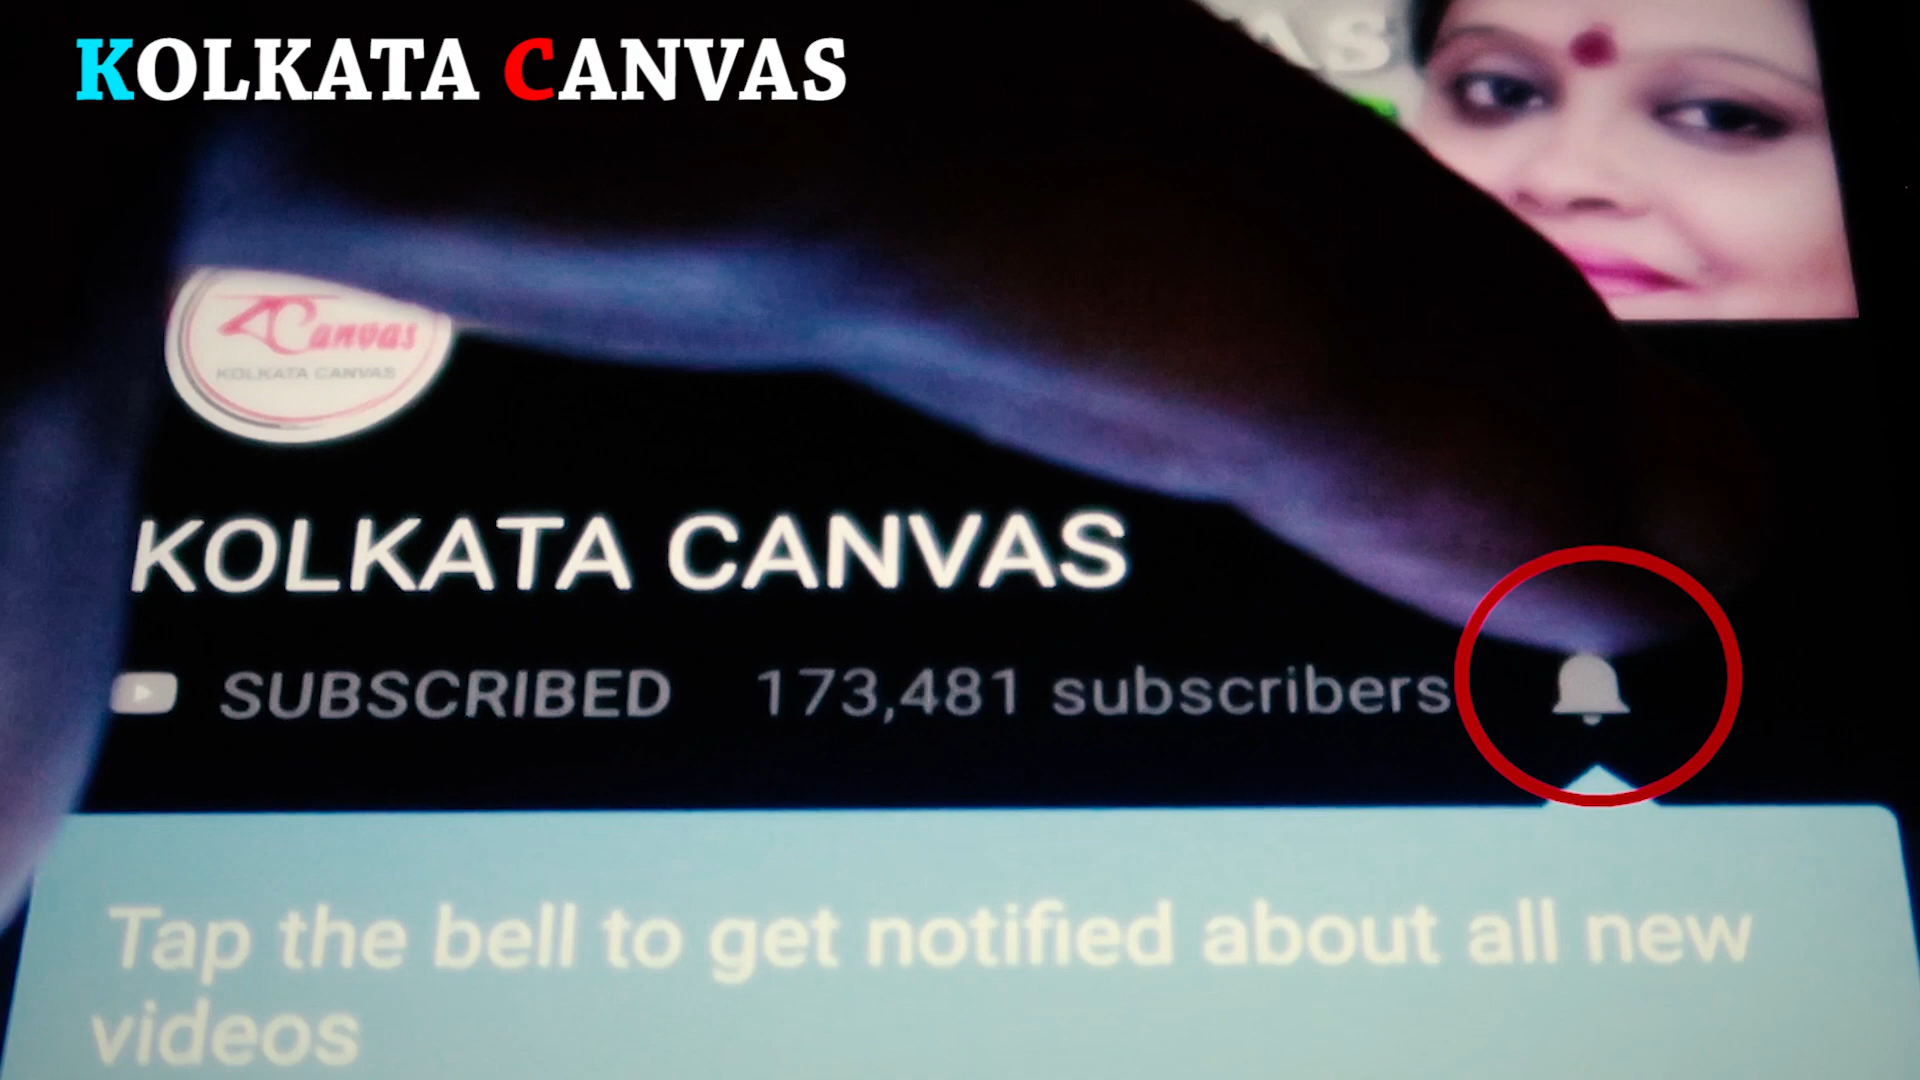 KOLKATA CANVAS
AS
Canvas
KOLKATA CANVAS
KOLKATA CANVAS
SUBSCRIBED 173,481 subscribers
Tap the bell to get notified about all new
videos